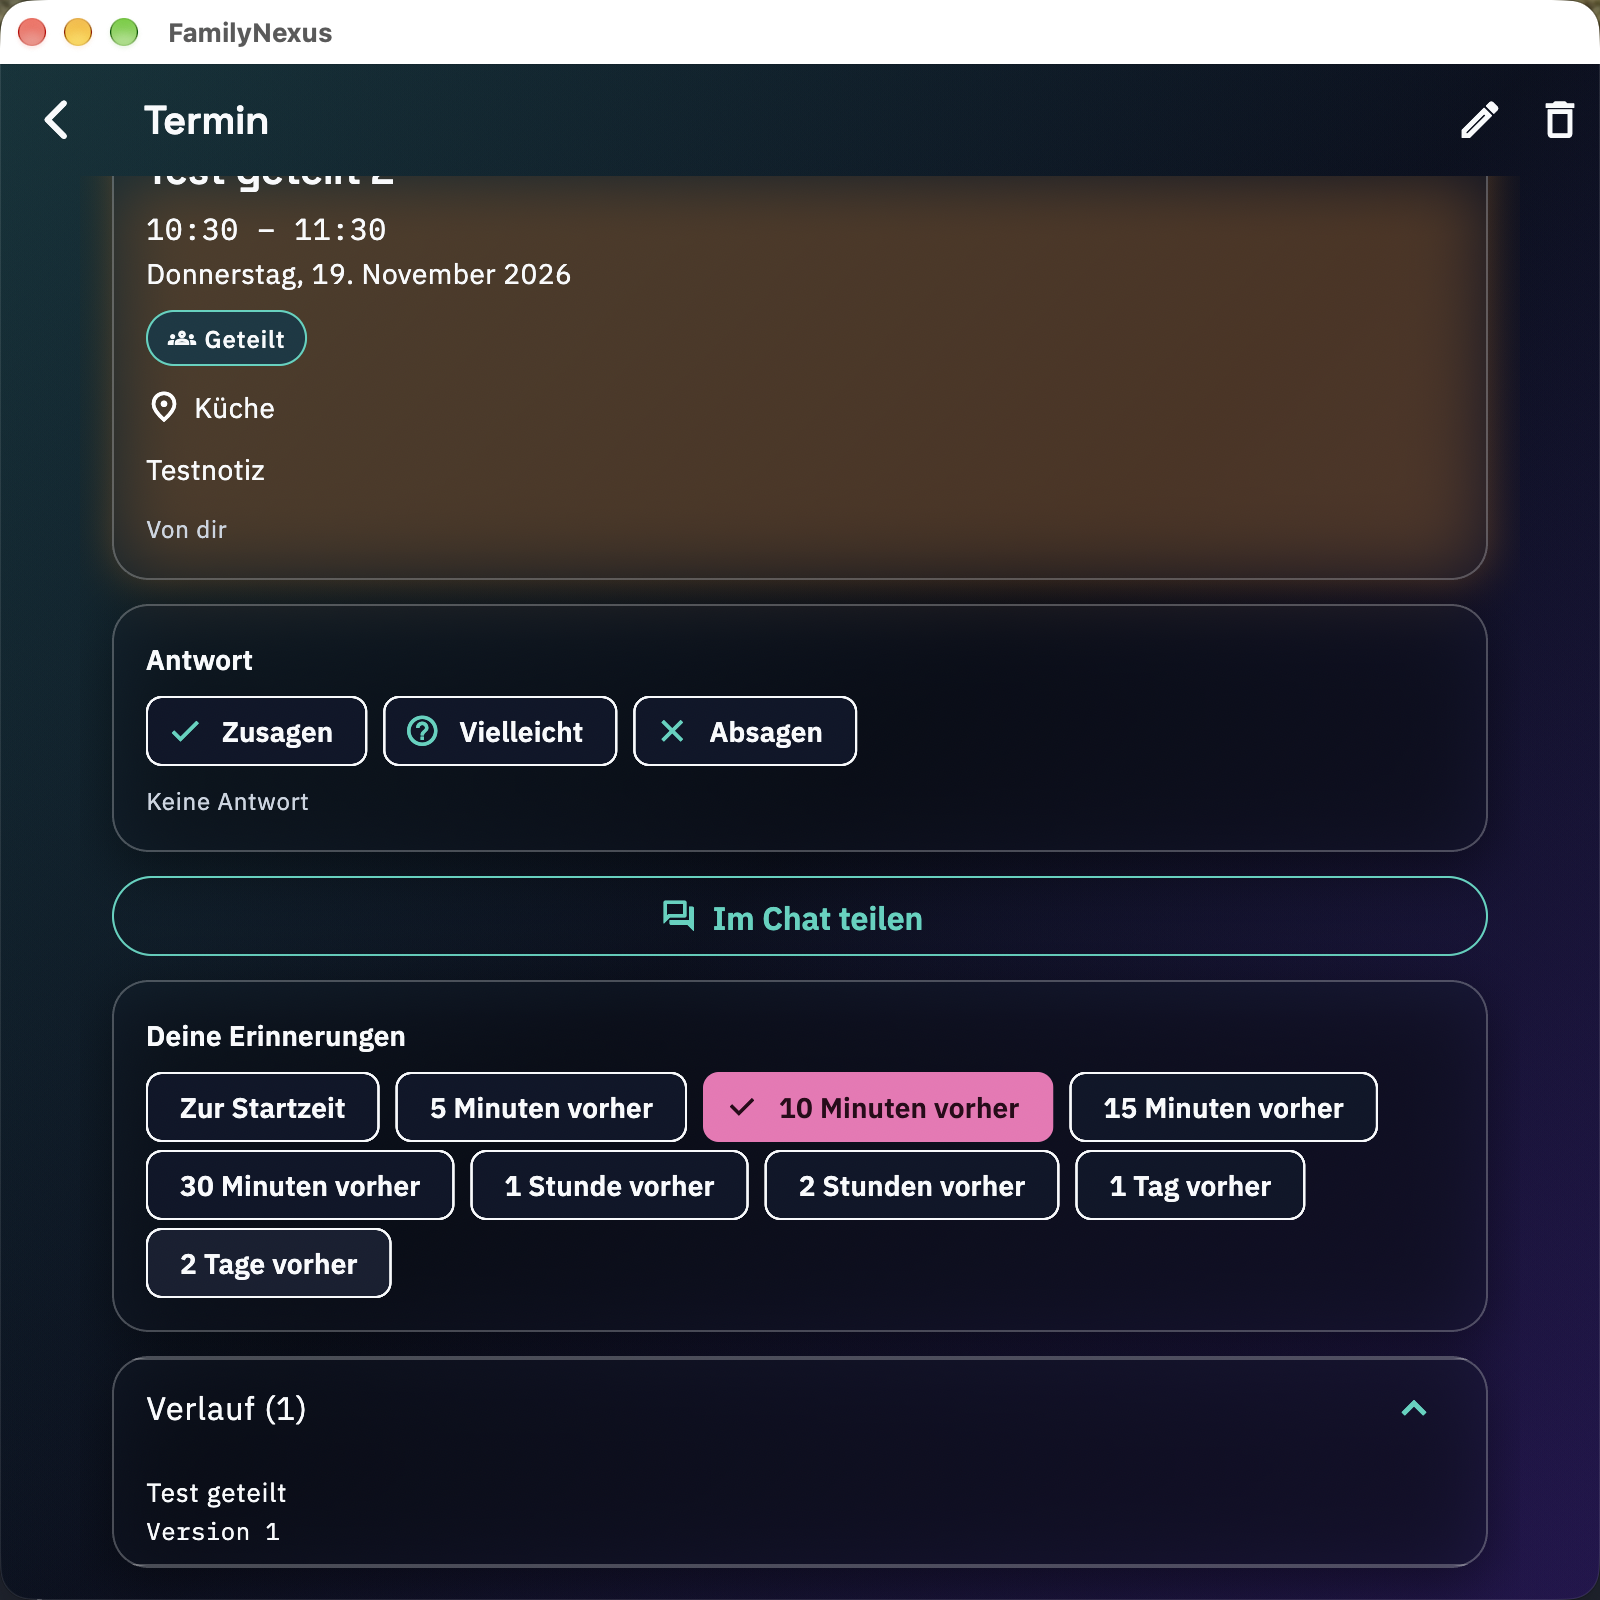 FamilyNexus
Termin
Test geteilt 2
10:30 – 11:30
Donnerstag, 19. November 2026
Geteilt
Küche
Testnotiz
Von dir
Antwort
Zusagen
Vielleicht
Absagen
Keine Antwort
Im Chat teilen
Deine Erinnerungen
Zur Startzeit
5 Minuten vorher
10 Minuten vorher
15 Minuten vorher
30 Minuten vorher
1 Stunde vorher
2 Stunden vorher
1 Tag vorher
2 Tage vorher
Verlauf (1)
Test geteilt
Version 1